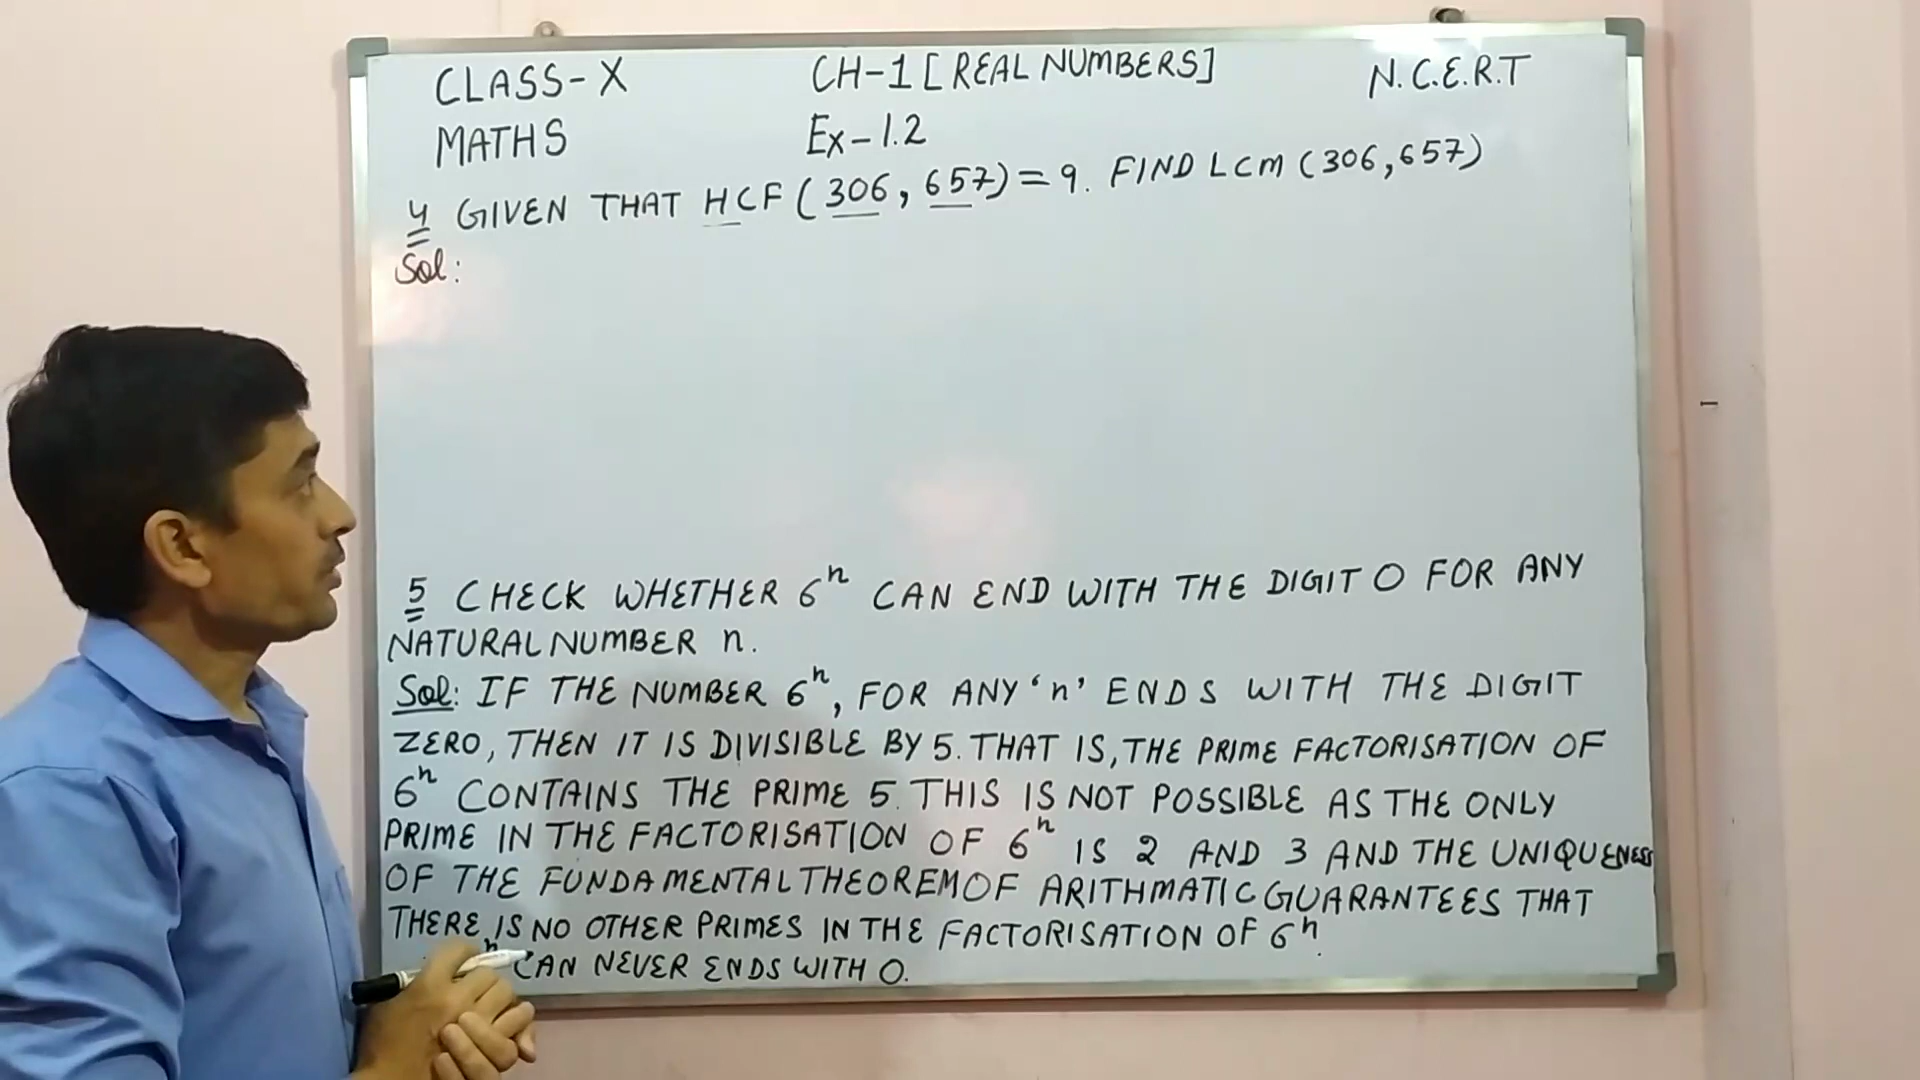 CLASS-X CH-1 [REAL NUMBERS] N.C.E.R.T
MATHS Ex-1.2
4 GIVEN THAT HCF (306, 657) = 9. FIND LCM (306,657)
Sol:
5 CHECK WHETHER 6ⁿ CAN END WITH THE DIGIT 0 FOR ANY
NATURAL NUMBER n.
Sol: IF THE NUMBER 6ⁿ, FOR ANY 'n' ENDS WITH THE DIGIT
ZERO, THEN IT IS DIVISIBLE BY 5. THAT IS, THE PRIME FACTORISATION OF
6ⁿ CONTAINS THE PRIME 5. THIS IS NOT POSSIBLE AS THE ONLY
PRIME IN THE FACTORISATION OF 6ⁿ IS 2 AND 3 AND THE UNIQUENESS
OF THE FUNDAMENTAL THEOREM OF ARITHMATIC GUARANTEES THAT
THERE IS NO OTHER PRIMES IN THE FACTORISATION OF 6ⁿ.
CAN NEVER ENDS WITH 0.